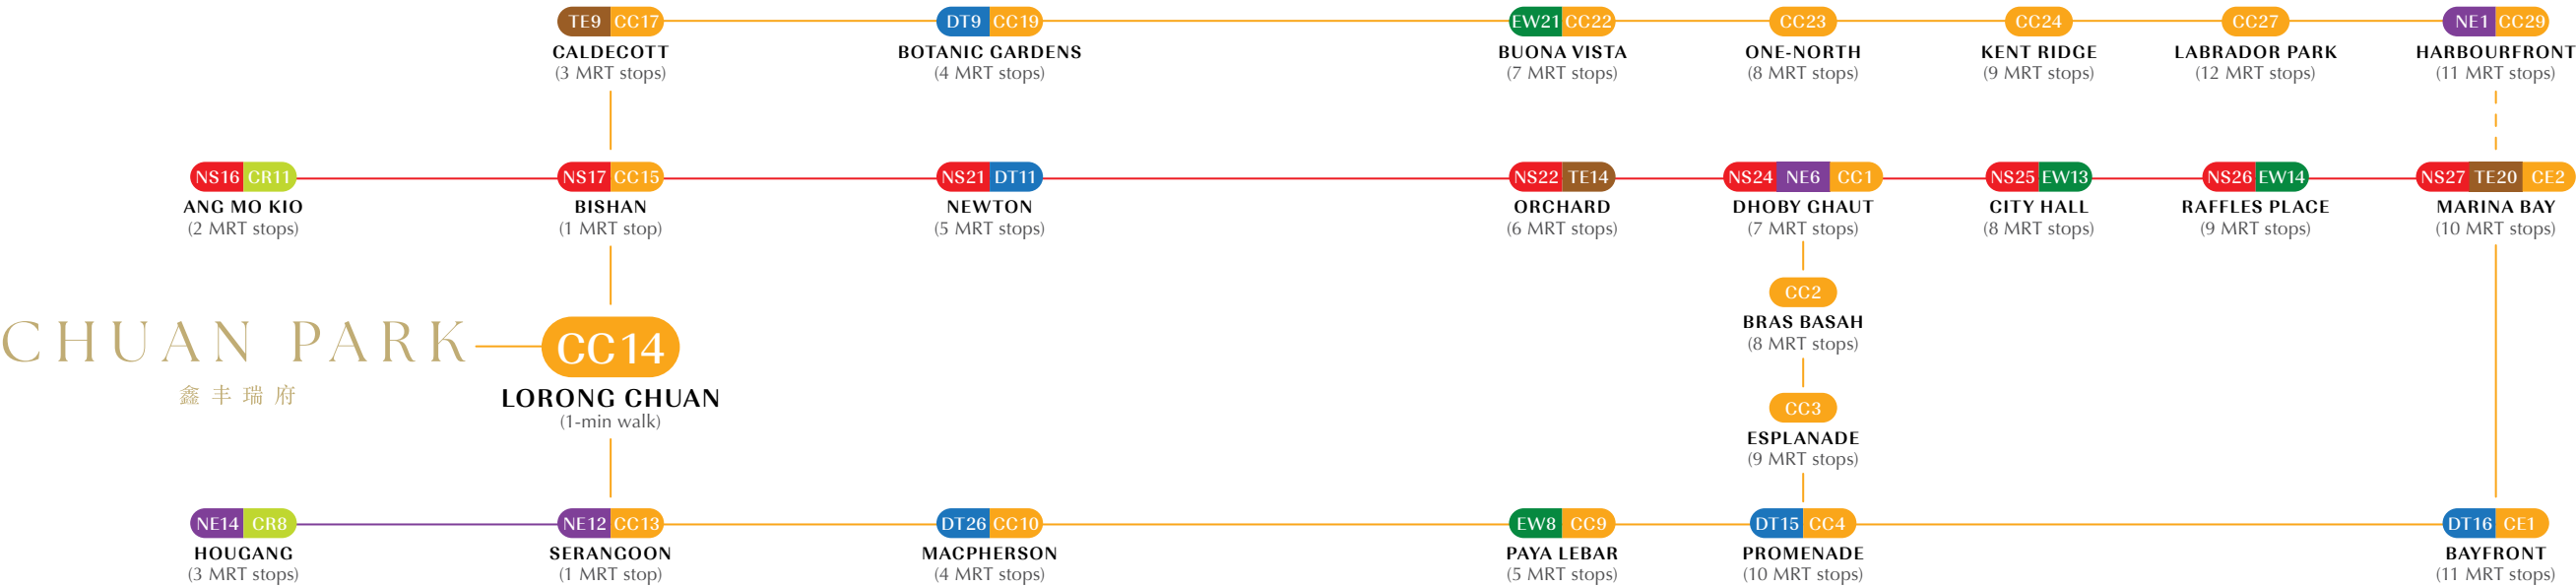 TE9 CC17
CALDECOTT
(3 MRT stops)
DT9 CC19
BOTANIC GARDENS
(4 MRT stops)
EW21 CC22
BUONA VISTA
(7 MRT stops)
CC23
ONE-NORTH
(8 MRT stops)
CC24
KENT RIDGE
(9 MRT stops)
CC27
LABRADOR PARK
(12 MRT stops)
NE1 CC29
HARBOURFRONT
(11 MRT stops)
NS16 CR11
ANG MO KIO
(2 MRT stops)
NS17 CC15
BISHAN
(1 MRT stop)
NS21 DT11
NEWTON
(5 MRT stops)
NS22 TE14
ORCHARD
(6 MRT stops)
NS24 NE6 CC1
DHOBY GHAUT
(7 MRT stops)
NS25 EW13
CITY HALL
(8 MRT stops)
NS26 EW14
RAFFLES PLACE
(9 MRT stops)
NS27 TE20 CE2
MARINA BAY
(10 MRT stops)
CC2
BRAS BASAH
(8 MRT stops)
CHUAN PARK
鑫丰瑞府
CC14
LORONG CHUAN
(1-min walk)
CC3
ESPLANADE
(9 MRT stops)
NE14 CR8
HOUGANG
(3 MRT stops)
NE12 CC13
SERANGOON
(1 MRT stop)
DT26 CC10
MACPHERSON
(4 MRT stops)
EW8 CC9
PAYA LEBAR
(5 MRT stops)
DT15 CC4
PROMENADE
(10 MRT stops)
DT16 CE1
BAYFRONT
(11 MRT stops)